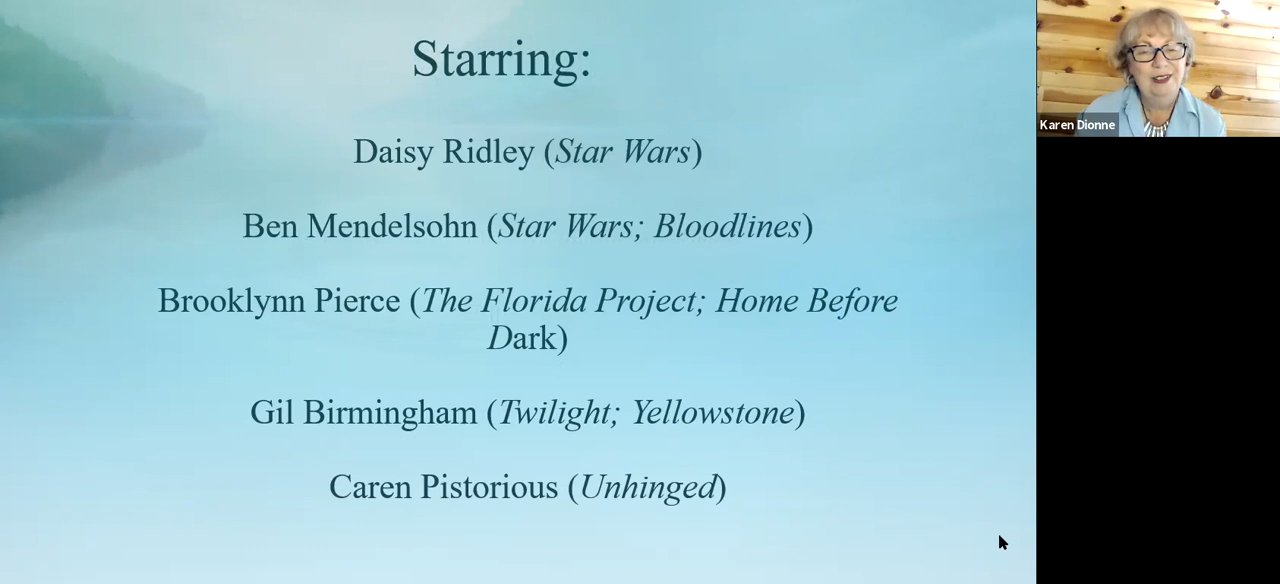 Starring:
Daisy Ridley (Star Wars)
Ben Mendelsohn (Star Wars; Bloodlines)
Brooklynn Pierce (The Florida Project; Home Before
Dark)
Gil Birmingham (Twilight; Yellowstone)
Caren Pistorious (Unhinged)
Karen Dionne